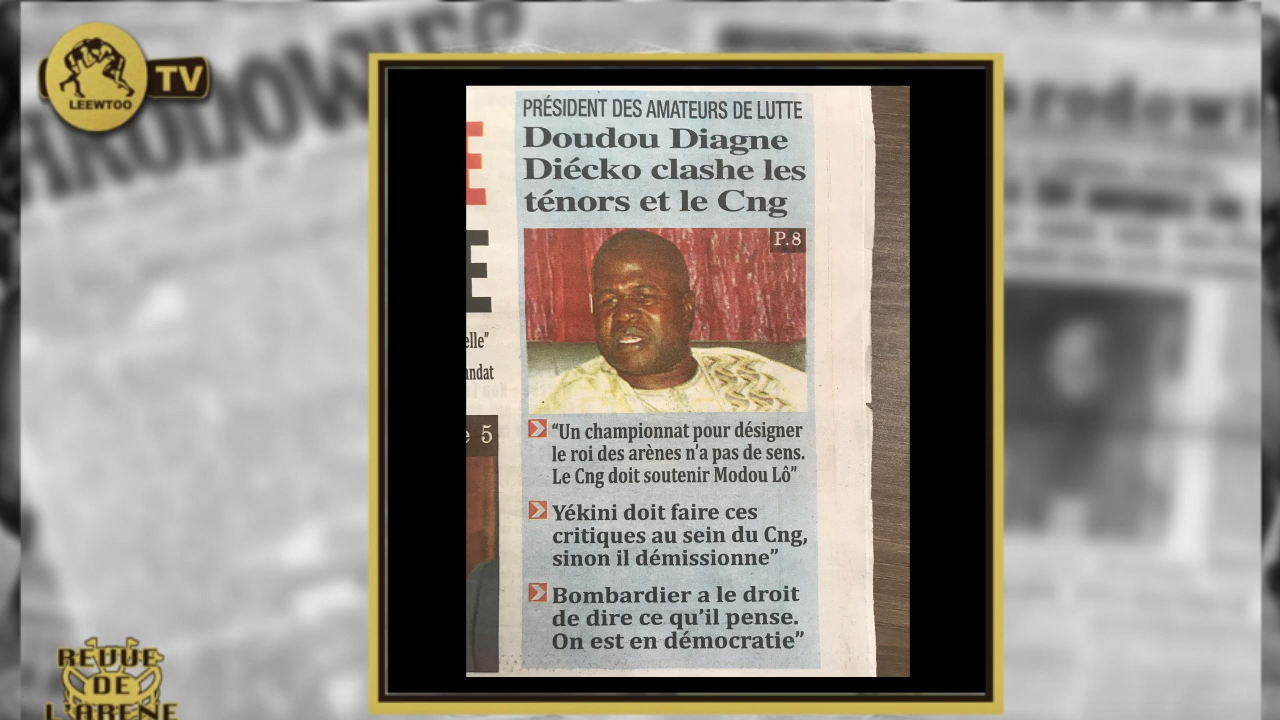 LEEWTOO
TV
PRÉSIDENT DES AMATEURS DE LUTTE
Doudou Diagne
Diécko clashe les
ténors et le Cng
P.8
E
E
elle”
andat
e 5
“Un championnat pour désigner
le roi des arènes n’a pas de sens.
Le Cng doit soutenir Modou Lô”
Yékini doit faire ces
critiques au sein du Cng,
sinon il démissionne”
Bombardier a le droit
de dire ce qu’il pense.
On est en démocratie”
REVUE
DE
L'ARENE